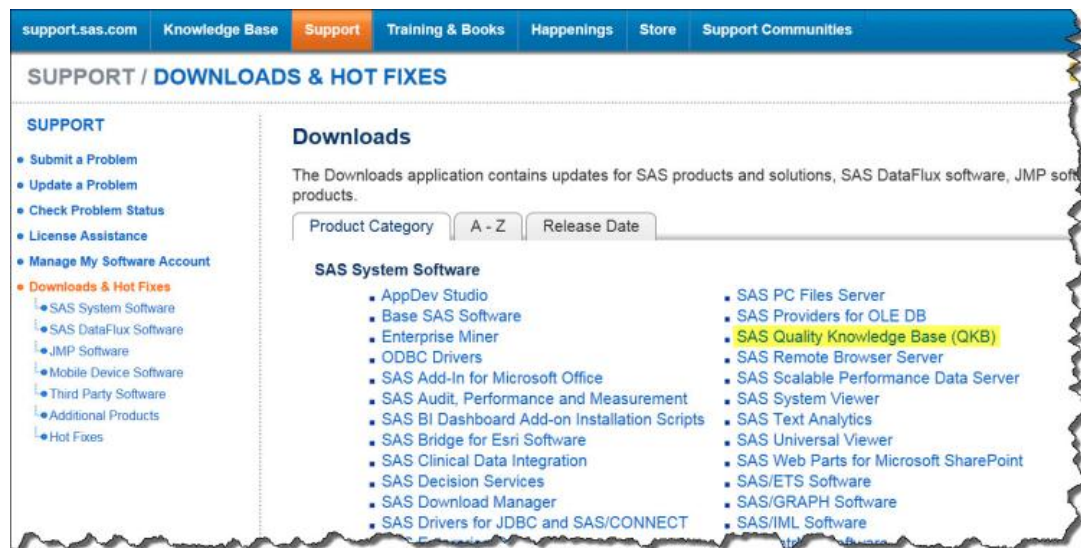 support.sas.com Knowledge Base Support Training & Books Happenings Store Support Communities
SUPPORT / DOWNLOADS & HOT FIXES
SUPPORT
Submit a Problem
Update a Problem
Check Problem Status
License Assistance
Manage My Software Account
Downloads & Hot Fixes
SAS System Software
SAS DataFlux Software
JMP Software
Mobile Device Software
Third Party Software
Additional Products
Hot Fixes
Downloads
The Downloads application contains updates for SAS products and solutions, SAS DataFlux software, JMP
products.
Product Category A - Z Release Date
SAS System Software
AppDev Studio
Base SAS Software
Enterprise Miner
ODBC Drivers
SAS Add-In for Microsoft Office
SAS Audit, Performance and Measurement
SAS BI Dashboard Add-on Installation Scripts
SAS Bridge for Esri Software
SAS Clinical Data Integration
SAS Decision Services
SAS Download Manager
SAS Drivers for JDBC and SAS/CONNECT
SAS PC Files Server
SAS Providers for OLE DB
SAS Quality Knowledge Base (QKB)
SAS Remote Browser Server
SAS Scalable Performance Data Server
SAS System Viewer
SAS Text Analytics
SAS Universal Viewer
SAS Web Parts for Microsoft SharePoint
SAS/ETS Software
SAS/GRAPH Software
SAS/IML Software